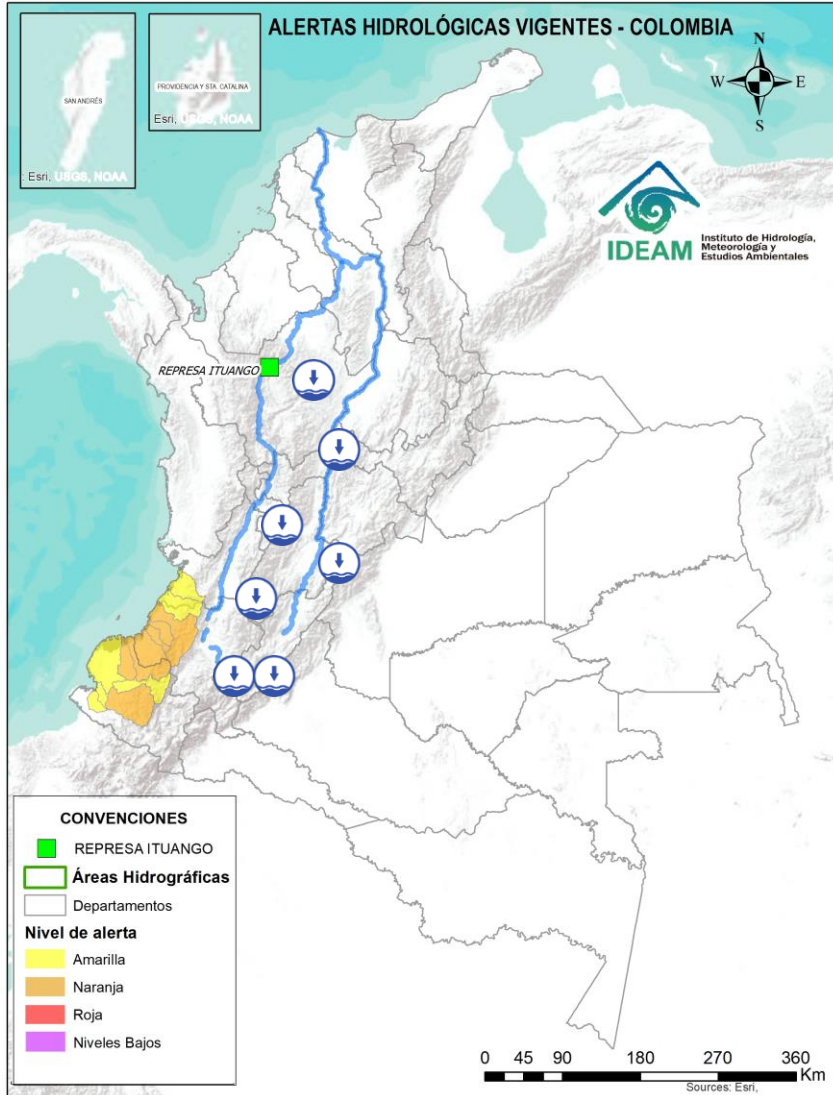 ALERTAS HIDROLÓGICAS VIGENTES - COLOMBIA
SAN ANDRÉS
: Esri, USGS, NOAA
PROVIDENCIA Y STA. CATALINA
Esri, USGS, NOAA
N
W E
S
IDEAM
Instituto de Hidrología,
Meteorología y
Estudios Ambientales
REPRESA ITUANGO
CONVENCIONES
REPRESA ITUANGO
Áreas Hidrográficas
Departamentos
Nivel de alerta
Amarilla
Naranja
Roja
Niveles Bajos
0 45 90 180 270 360
Km
Sources: Esri,